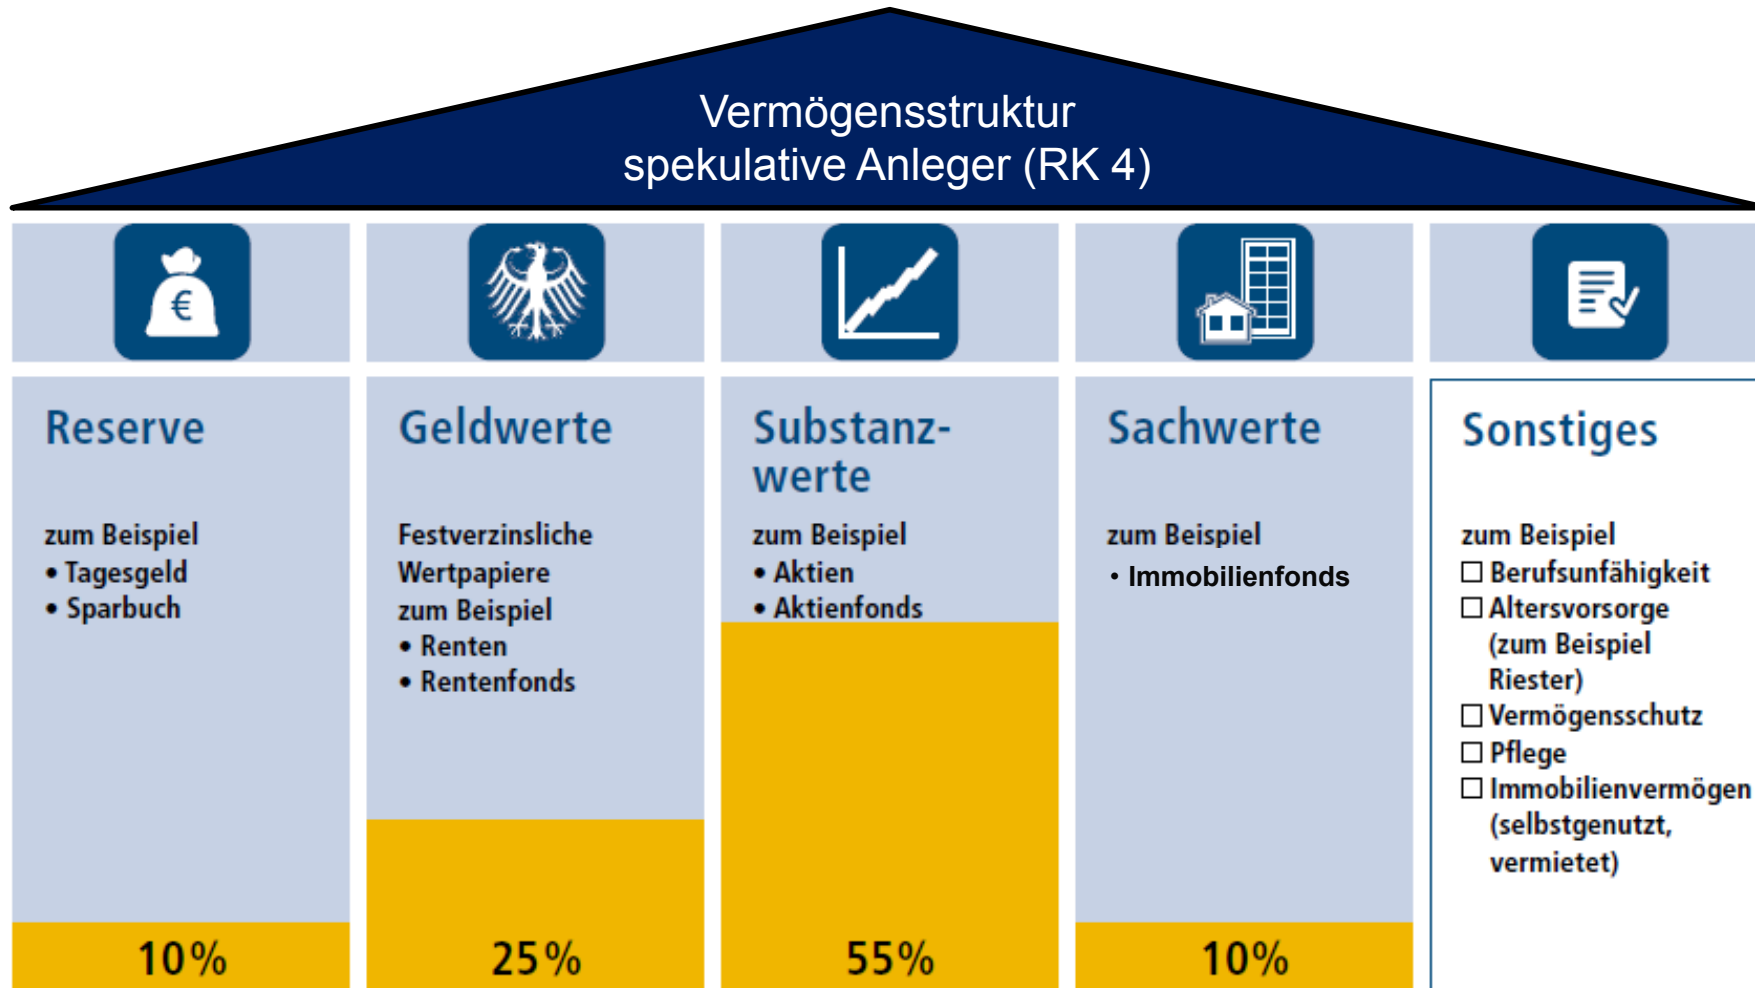 Vermögensstruktur
spekulative Anleger (RK 4)
€
Reserve
zum Beispiel
• Tagesgeld
• Sparbuch
10%
Geldwerte
Festverzinsliche
Wertpapiere
zum Beispiel
• Renten
• Rentenfonds
25%
Substanz-
werte
zum Beispiel
• Aktien
• Aktienfonds
55%
Sachwerte
zum Beispiel
• Immobilienfonds
10%
Sonstiges
zum Beispiel
☐ Berufsunfähigkeit
☐ Altersvorsorge
(zum Beispiel
Riester)
☐ Vermögensschutz
☐ Pflege
☐ Immobilienvermögen
(selbstgenutzt,
vermietet)